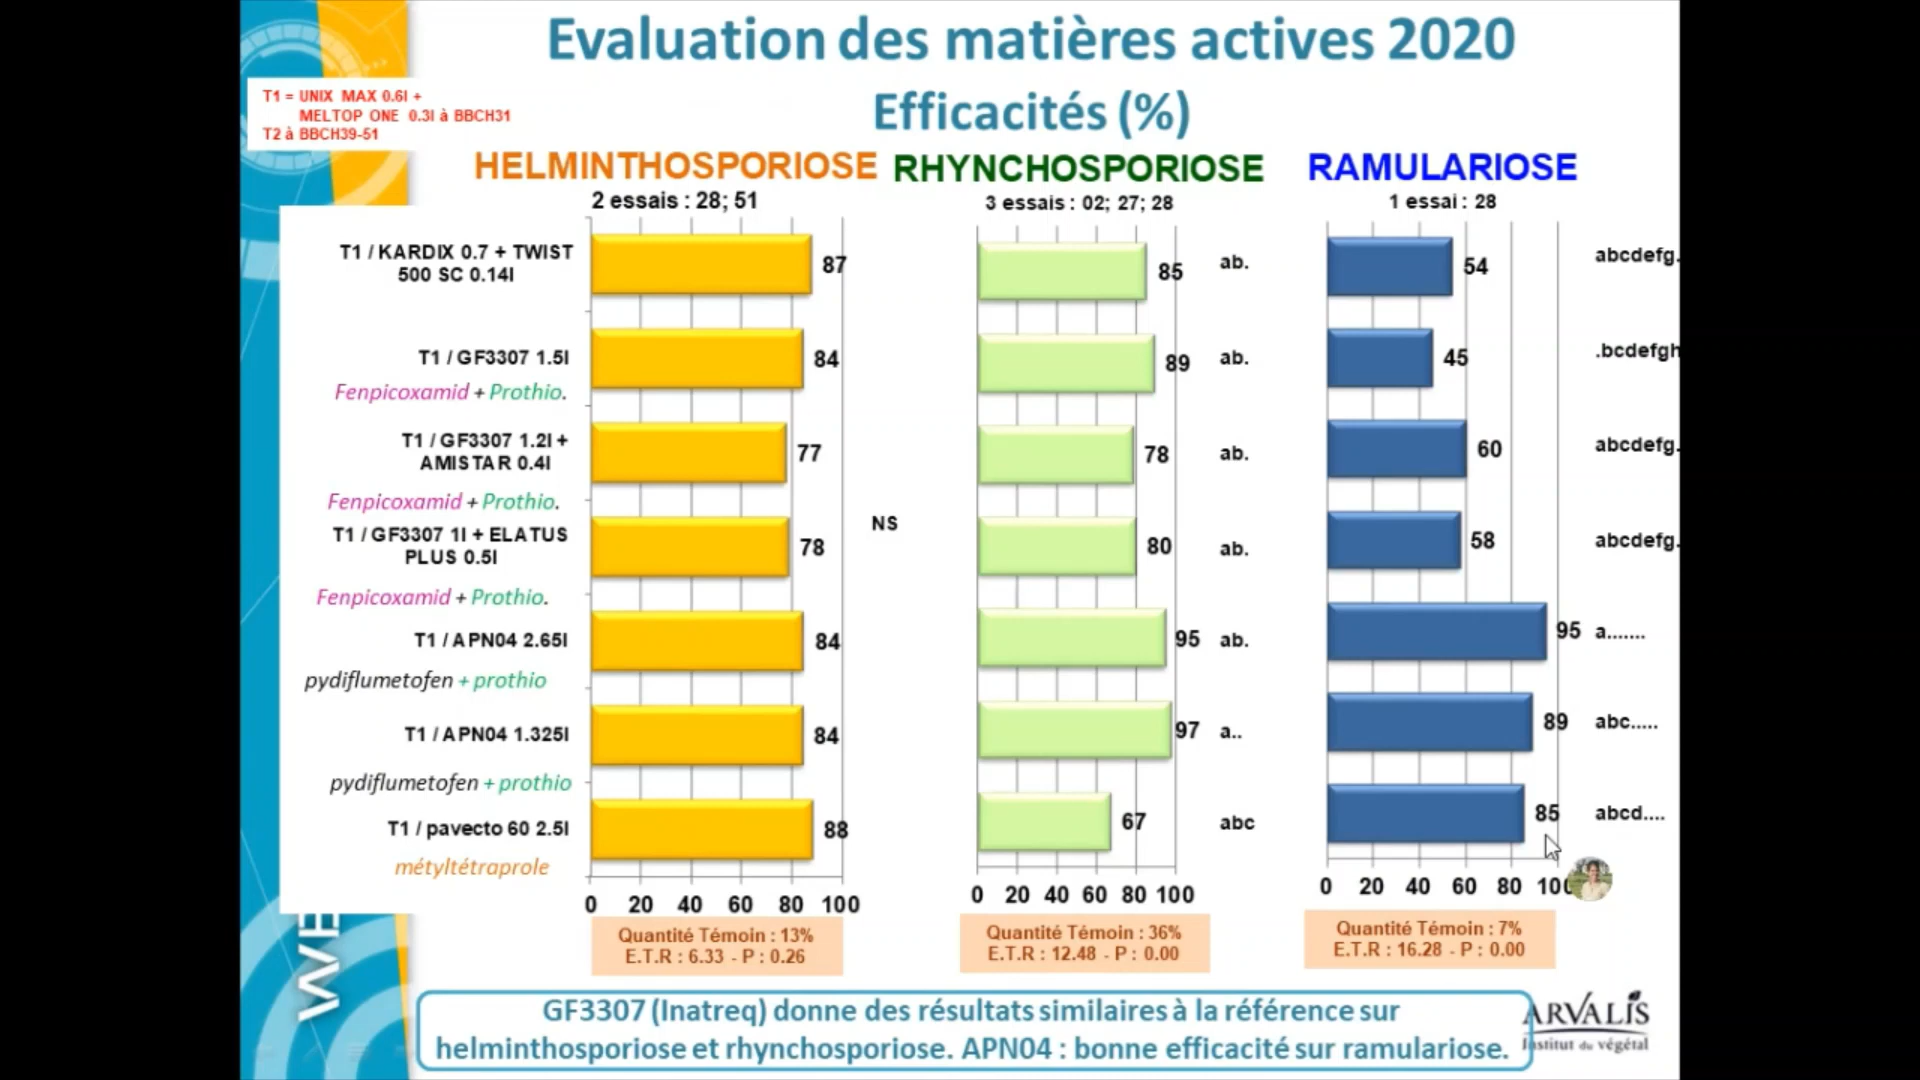 Evaluation des matières actives 2020
Efficacités (%)
T1 = UNIX MAX 0.6l +
MELTOP ONE 0.3l à BBCH31
T2 à BBCH39-51
HELMINTHOSPORIOSE
RHYNCHOSPORIOSE
RAMULARIOSE
2 essais : 28; 51
3 essais : 02; 27; 28
1 essai : 28
T1 / KARDIX 0.7 + TWIST
500 SC 0.14l
87
85
ab.
54
abcdefg.
T1 / GF3307 1.5l
84
89
ab.
45
.bcdefgh
Fenpicoxamid + Prothio.
T1 / GF3307 1.2l +
AMISTAR 0.4l
77
78
ab.
60
abcdefg.
Fenpicoxamid + Prothio.
T1 / GF3307 1l + ELATUS
PLUS 0.5l
78
NS
80
ab.
58
abcdefg.
Fenpicoxamid + Prothio.
T1 / APN04 2.65l
84
95
ab.
95
a.......
pydiflumetofen + prothio
T1 / APN04 1.325l
84
97
a..
89
abc.....
pydiflumetofen + prothio
T1 / pavecto 60 2.5l
88
67
abc
85
abcd....
métyltétraprole
0 20 40 60 80 100
0 20 40 60 80 100
0 20 40 60 80 100
Quantité Témoin : 13%
E.T.R : 6.33 - P : 0.26
Quantité Témoin : 36%
E.T.R : 12.48 - P : 0.00
Quantité Témoin : 7%
E.T.R : 16.28 - P : 0.00
GF3307 (Inatreq) donne des résultats similaires à la référence sur
helminthosporiose et rhynchosporiose. APN04 : bonne efficacité sur ramulariose.
ARVALIS
Institut du végétal